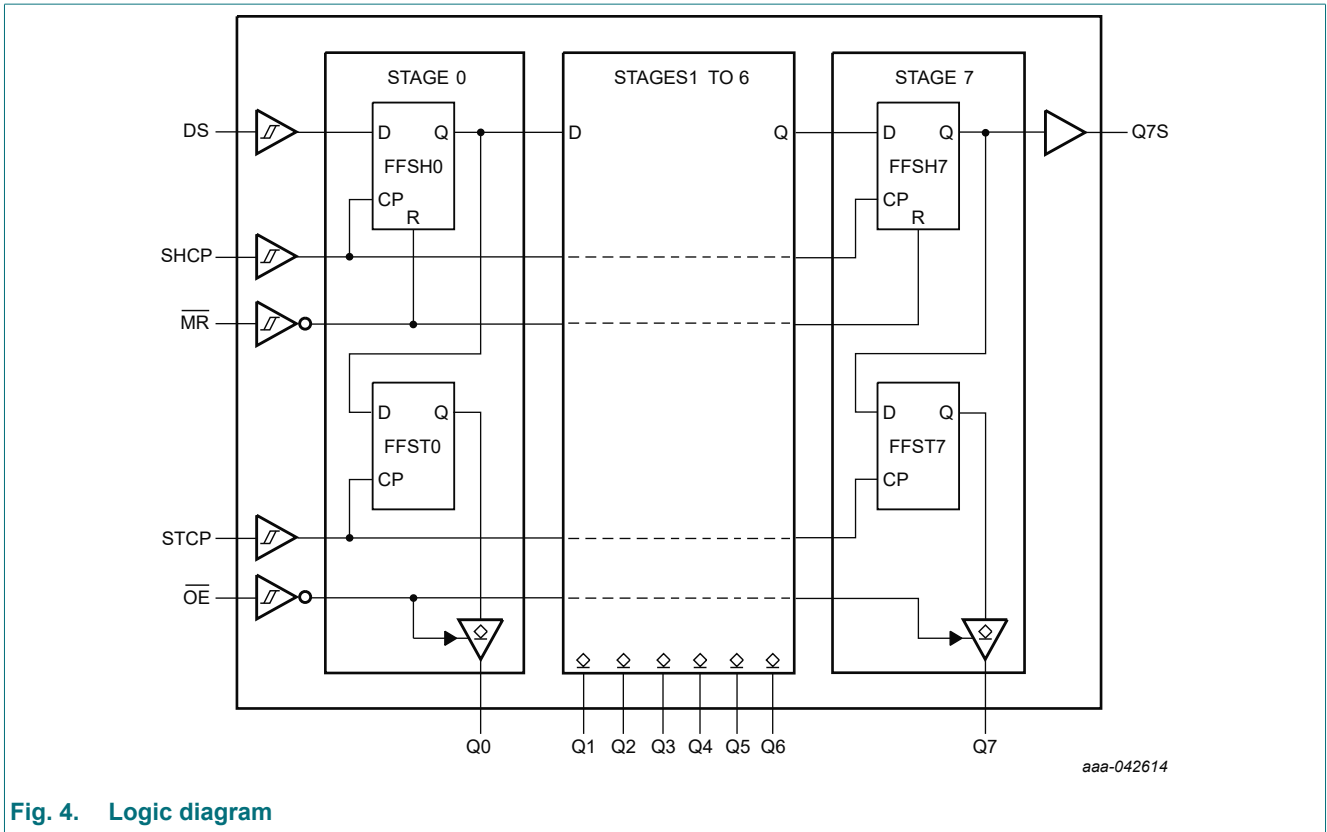 STAGE 0 STAGES1 TO 6 STAGE 7
DS D Q D Q D Q Q7S
FFSH0 FFSH7
CP CP
R R
SHCP
MR
D Q D Q
FFST0 FFST7
CP CP
STCP
OE
Q0 Q1 Q2 Q3 Q4 Q5 Q6 Q7
aaa-042614
Fig. 4. Logic diagram